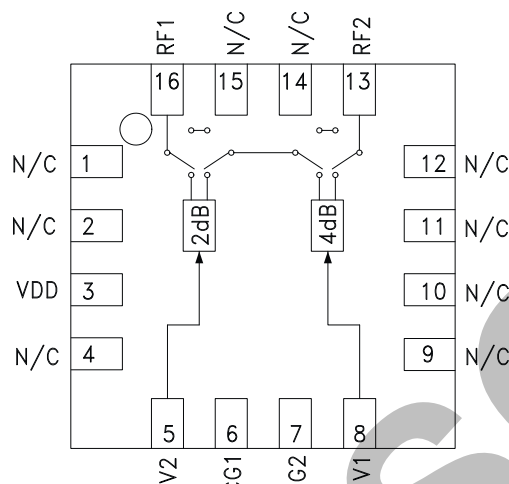 RF1 N/C N/C RF2
16 15 14 13
N/C 1
12 N/C
N/C 2
11 N/C
2dB 4dB
VDD 3
10 N/C
N/C 4
9 N/C
5 6 7 8
V2 CG1 G2 V1